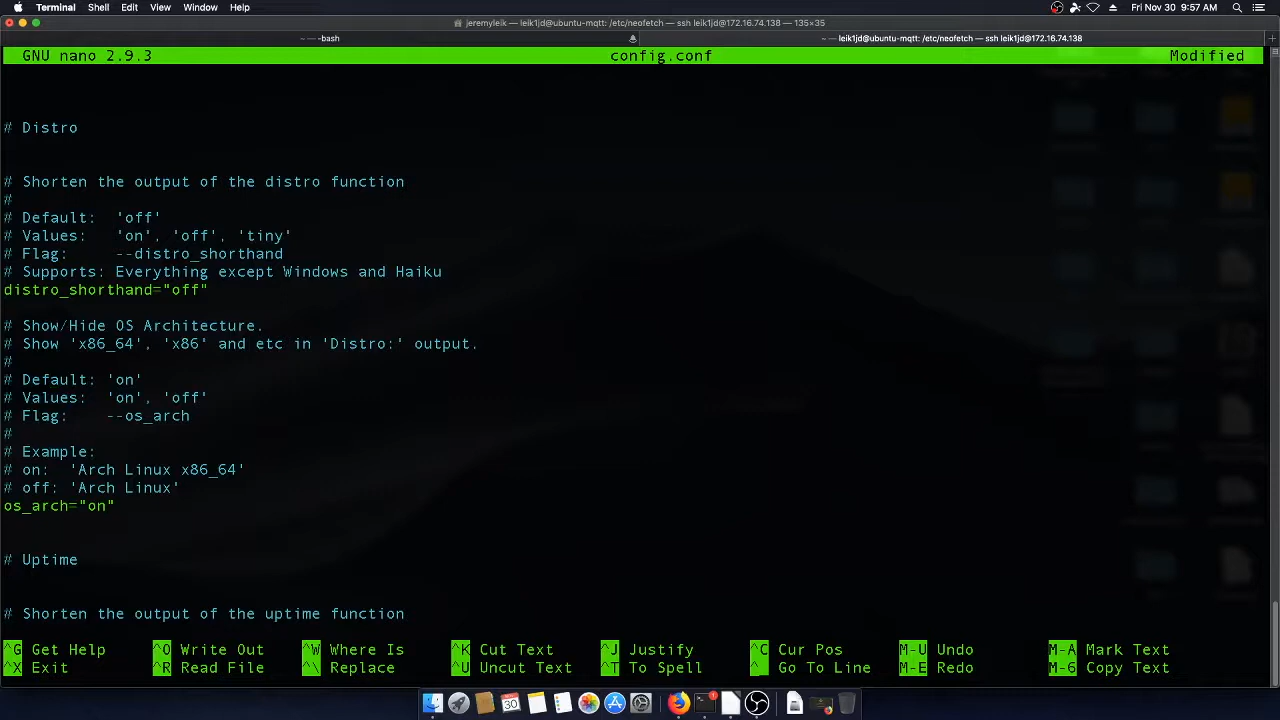 Terminal Shell Edit View Window Help
Fri Nov 30 9:57 AM
jeremyleik — leik1jd@ubuntu-mqtt: /etc/neofetch — ssh leik1jd@172.16.74.138 — 135×35
~ — -bash
~ — leik1jd@ubuntu-mqtt: /etc/neofetch — ssh leik1jd@172.16.74.138
GNU nano 2.9.3 config.conf Modified
# Distro
# Shorten the output of the distro function
#
# Default: 'off'
# Values: 'on', 'off', 'tiny'
# Flag: --distro_shorthand
# Supports: Everything except Windows and Haiku
distro_shorthand="off"
# Show/Hide OS Architecture.
# Show 'x86_64', 'x86' and etc in 'Distro:' output.
#
# Default: 'on'
# Values: 'on', 'off'
# Flag: --os_arch
#
# Example:
# on: 'Arch Linux x86_64'
# off: 'Arch Linux'
os_arch="on"
# Uptime
# Shorten the output of the uptime function
^G Get Help ^O Write Out ^W Where Is ^K Cut Text ^J Justify ^C Cur Pos M-U Undo M-A Mark Text
^X Exit ^R Read File ^\ Replace ^U Uncut Text ^T To Spell ^_ Go To Line M-E Redo M-6 Copy Text
30
1